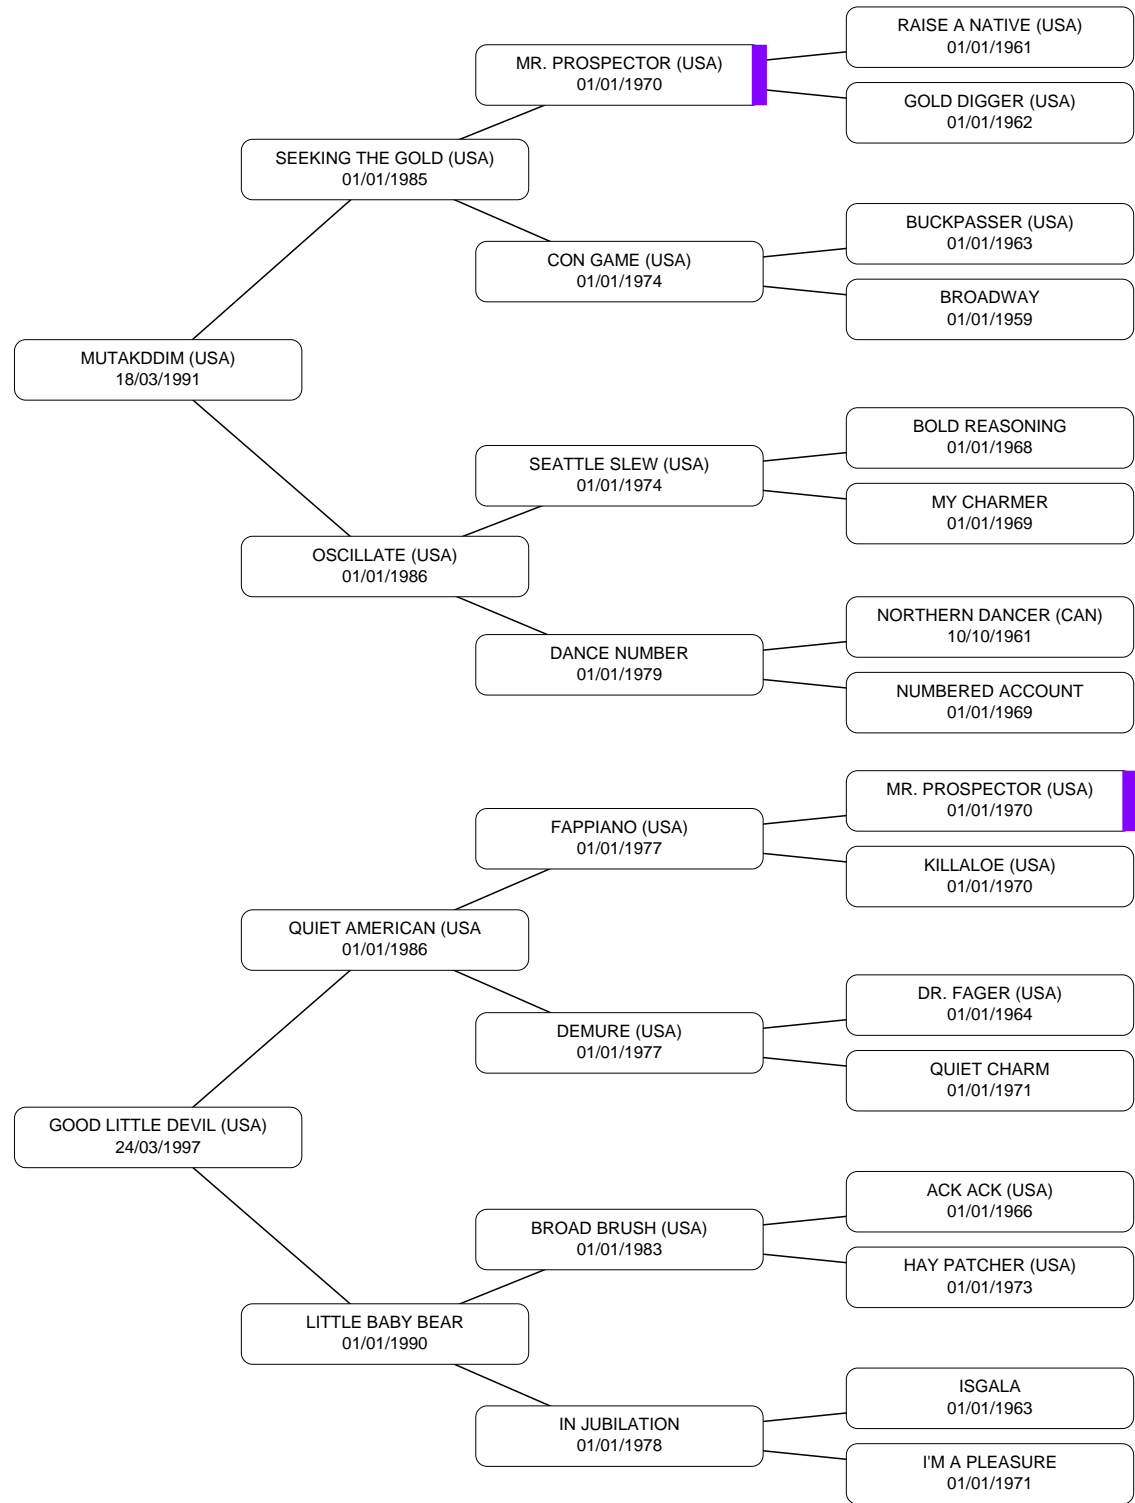 RAISE A NATIVE (USA)
01/01/1961
MR. PROSPECTOR (USA)
01/01/1970
GOLD DIGGER (USA)
01/01/1962
SEEKING THE GOLD (USA)
01/01/1985
BUCKPASSER (USA)
01/01/1963
CON GAME (USA)
01/01/1974
BROADWAY
01/01/1959
MUTAKDDIM (USA)
18/03/1991
BOLD REASONING
01/01/1968
SEATTLE SLEW (USA)
01/01/1974
MY CHARMER
01/01/1969
OSCILLATE (USA)
01/01/1986
NORTHERN DANCER (CAN)
10/10/1961
DANCE NUMBER
01/01/1979
NUMBERED ACCOUNT
01/01/1969
MR. PROSPECTOR (USA)
01/01/1970
FAPPIANO (USA)
01/01/1977
KILLALOE (USA)
01/01/1970
QUIET AMERICAN (USA
01/01/1986
DR. FAGER (USA)
01/01/1964
DEMURE (USA)
01/01/1977
QUIET CHARM
01/01/1971
GOOD LITTLE DEVIL (USA)
24/03/1997
ACK ACK (USA)
01/01/1966
BROAD BRUSH (USA)
01/01/1983
HAY PATCHER (USA)
01/01/1973
LITTLE BABY BEAR
01/01/1990
ISGALA
01/01/1963
IN JUBILATION
01/01/1978
I'M A PLEASURE
01/01/1971